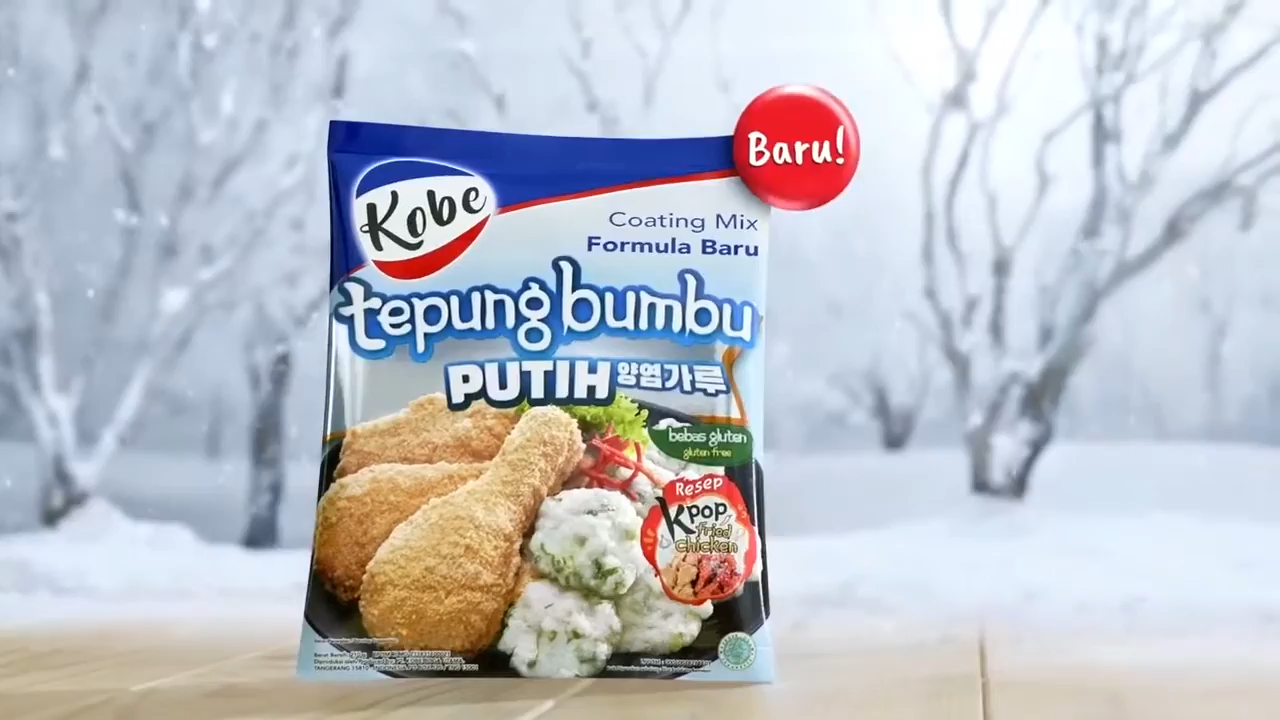 Baru!
Kobe
Coating Mix
Formula Baru
tepung bumbu
PUTIH 양염가루
bebas gluten
gluten free
Resep
Kpop
fried
chicken